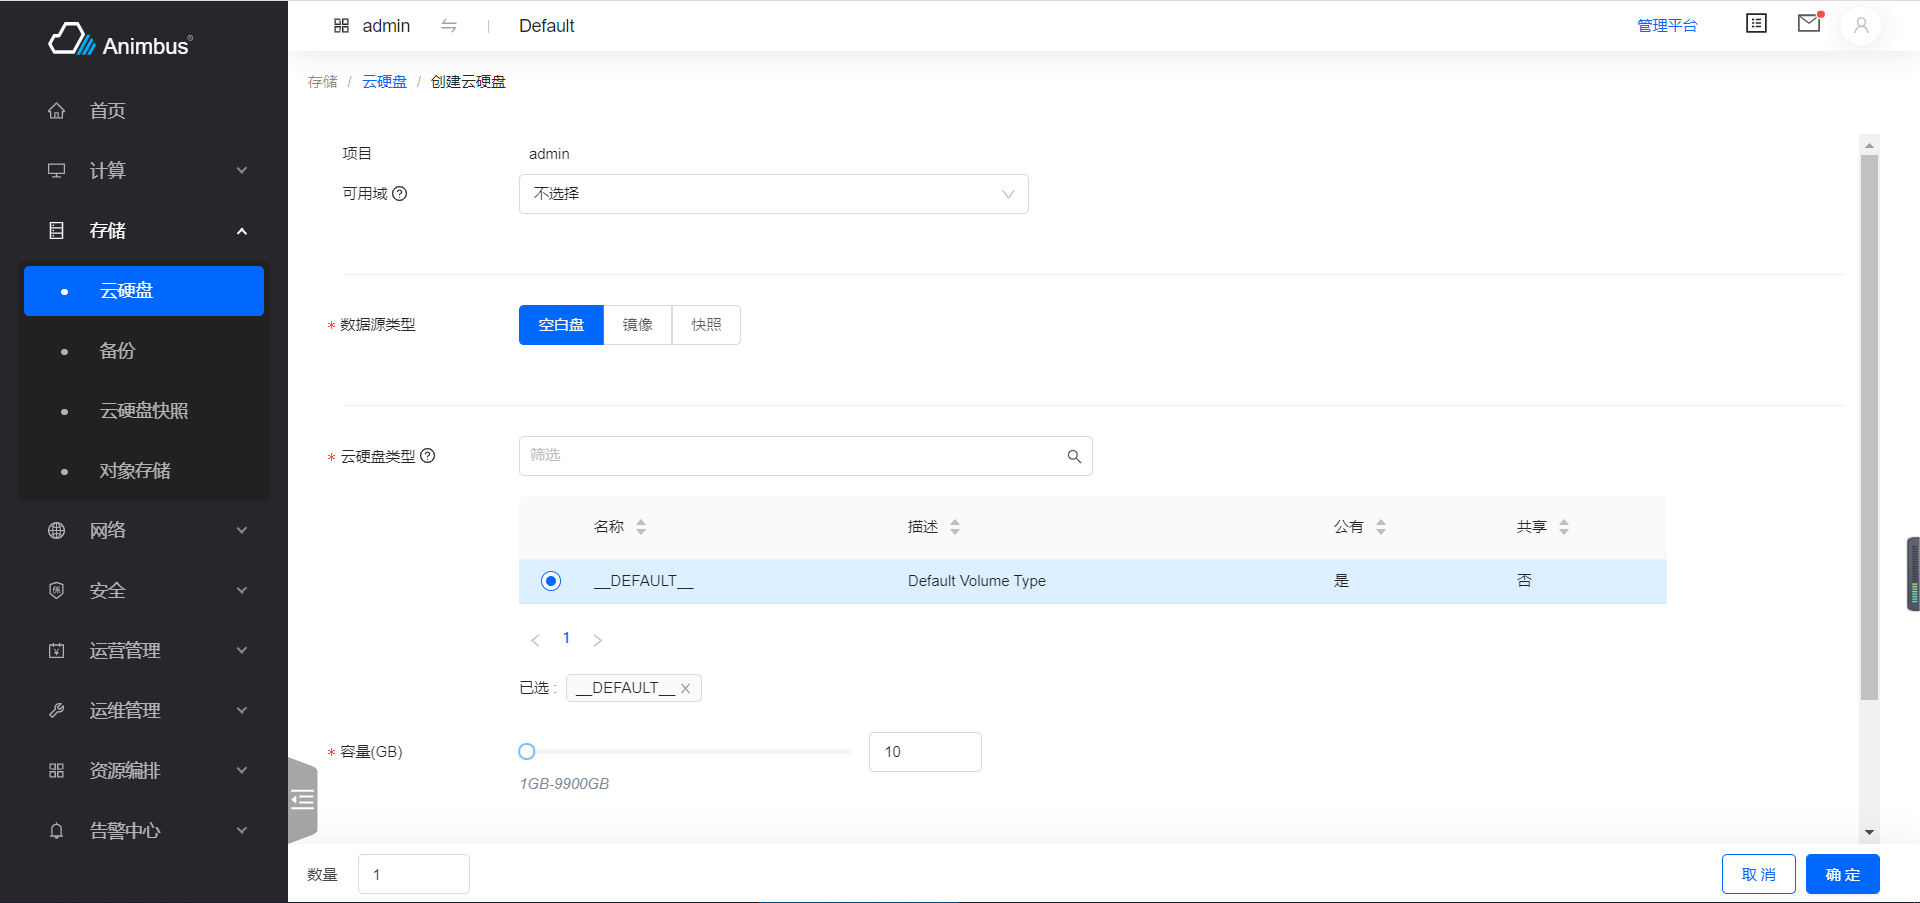 Animbus®
admin
Default
管理平台
首页
计算
存储
云硬盘
备份
云硬盘快照
对象存储
网络
安全
运营管理
运维管理
资源编排
告警中心
存储 / 云硬盘 / 创建云硬盘
项目 admin
可用域 不选择
* 数据源类型 空白盘 镜像 快照
* 云硬盘类型 筛选
名称 描述 公有 共享
__DEFAULT__ Default Volume Type 是 否
1
已选 : __DEFAULT__
* 容量(GB) 10
1GB-9900GB
数量 1
取 消 确 定